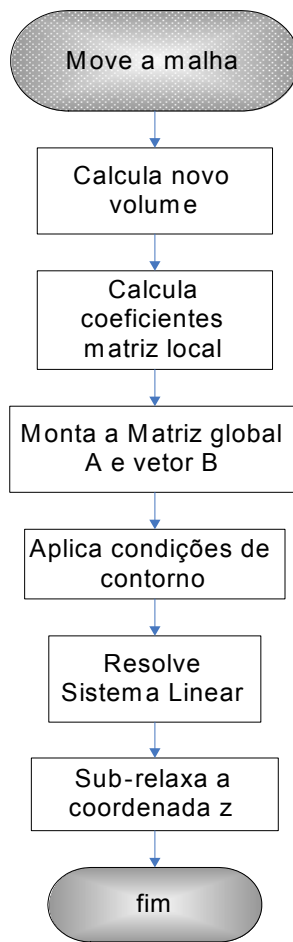 Move a malha
Calcula novo
volume
Calcula
coeficientes
matriz local
Monta a Matriz global
A e vetor B
Aplica condições de
contorno
Resolve
Sistema Linear
Sub-relaxa a
coordenada z
fim